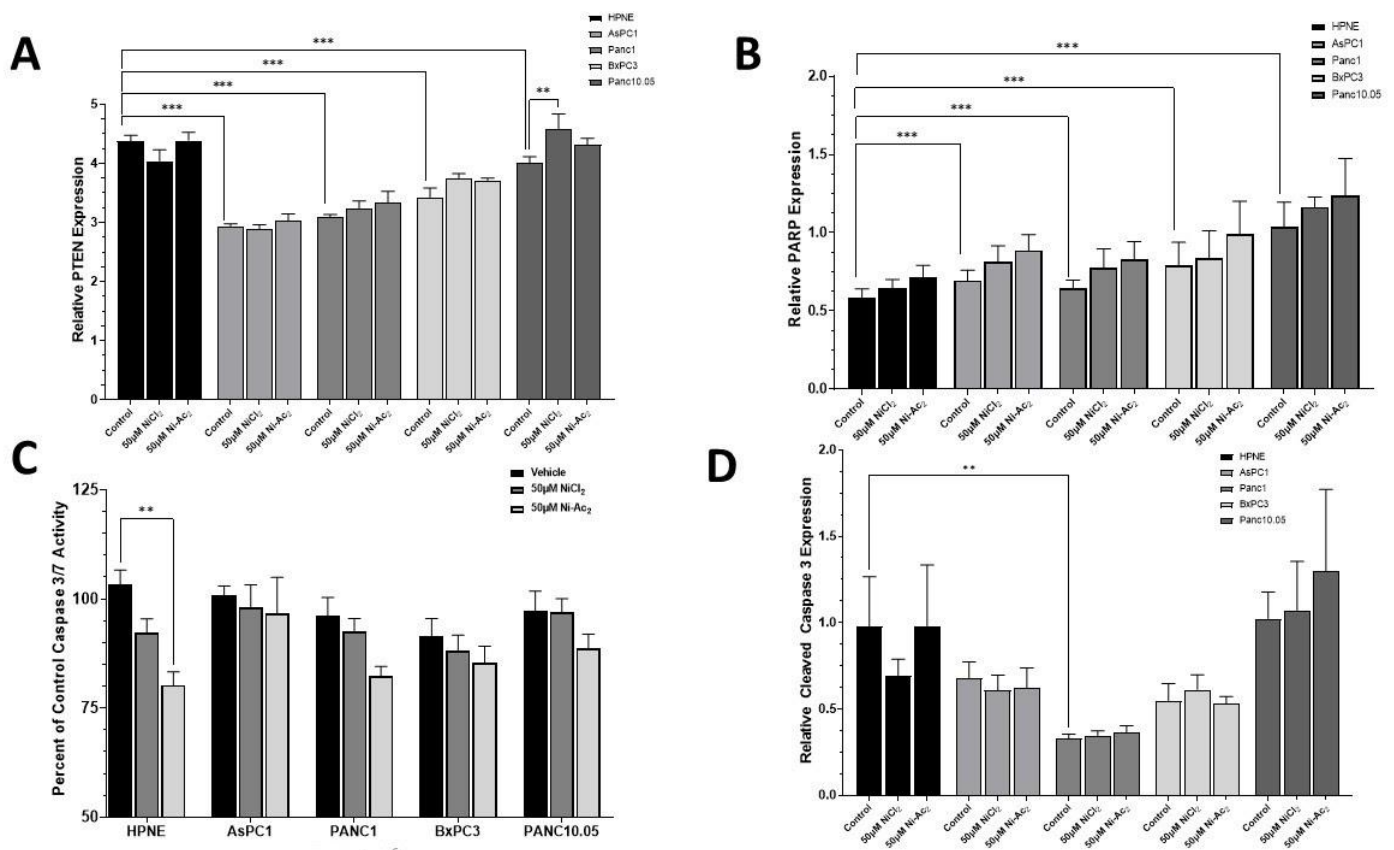 A
HPNE
AsPC1
Panc1
BxPC3
Panc10.05
***
***
***
***
**
Relative PTEN Expression
5
4
3
2
1
0
Control
50µM NiCl₂
50µM Ni-Ac₂
Control
50µM NiCl₂
50µM Ni-Ac₂
Control
50µM NiCl₂
50µM Ni-Ac₂
Control
50µM NiCl₂
50µM Ni-Ac₂
Control
50µM NiCl₂
50µM Ni-Ac₂
B
HPNE
AsPC1
Panc1
BxPC3
Panc10.05
***
***
***
***
Relative PARP Expression
2.0
1.5
1.0
0.5
0.0
Control
50µM NiCl₂
50µM Ni-Ac₂
Control
50µM NiCl₂
50µM Ni-Ac₂
Control
50µM NiCl₂
50µM Ni-Ac₂
Control
50µM NiCl₂
50µM Ni-Ac₂
Control
50µM NiCl₂
50µM Ni-Ac₂
C
Vehicle
50µM NiCl₂
50µM Ni-Ac₂
**
Percent of Control Caspase 3/7 Activity
125
100
75
50
HPNE
AsPC1
PANC1
BxPC3
PANC10.05
D
HPNE
AsPC1
Panc1
BxPC3
Panc10.05
**
Relative Cleaved Caspase 3 Expression
2.0
1.5
1.0
0.5
0.0
Control
50µM NiCl₂
50µM Ni-Ac₂
Control
50µM NiCl₂
50µM Ni-Ac₂
Control
50µM NiCl₂
50µM Ni-Ac₂
Control
50µM NiCl₂
50µM Ni-Ac₂
Control
50µM NiCl₂
50µM Ni-Ac₂